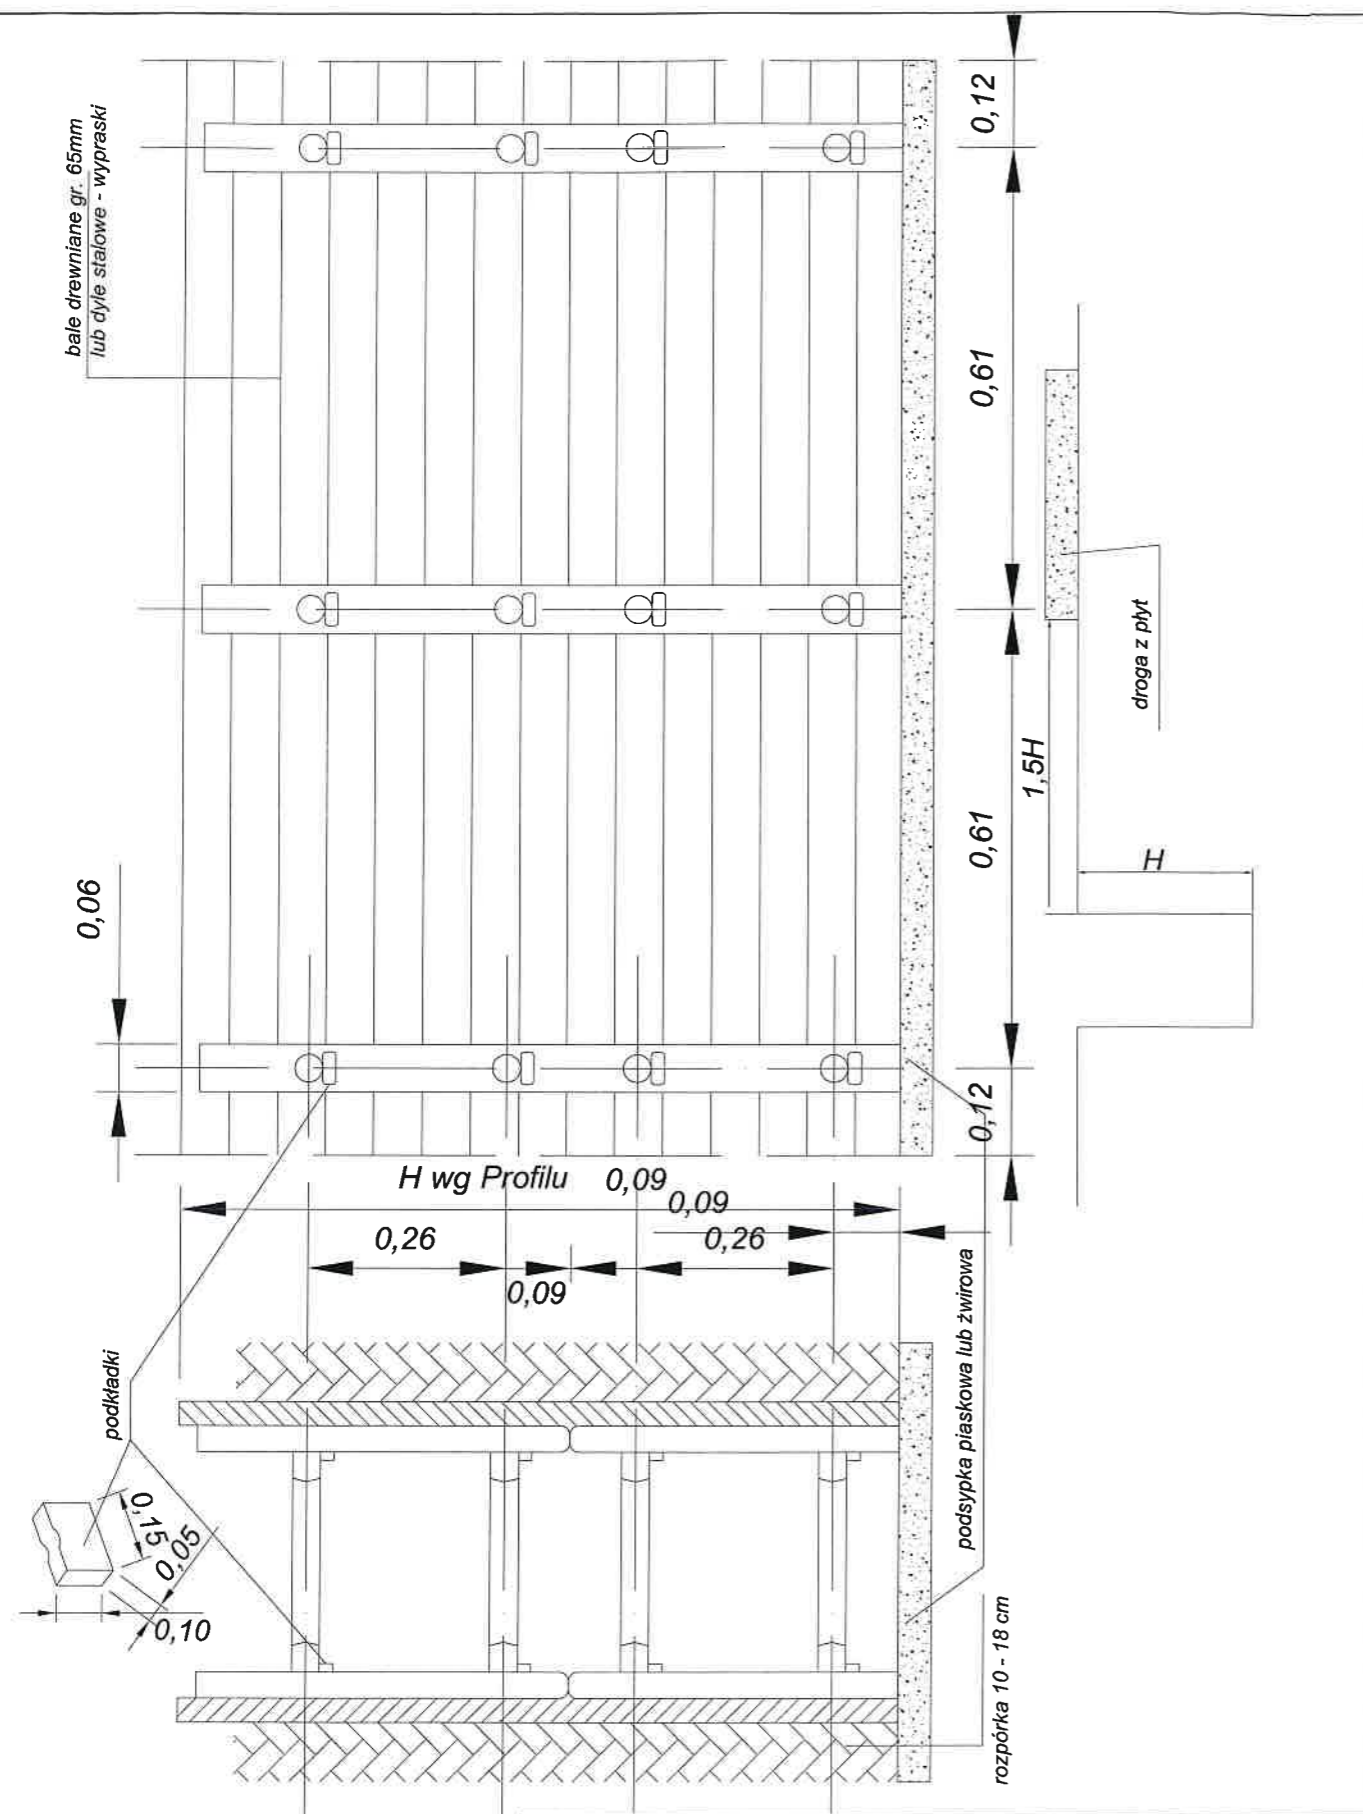 bale drewniane gr. 65mm
lub dyle stalowe - wypraski
0,12
0,61
droga z płyt
1,5H
0,61
H
0,06
0,12
H wg Profilu
0,09
0,09
0,26
0,26
0,09
podkładki
podsypka piaskowa lub żwirowa
0,15
0,05
0,10
rozpórka 10 - 18 cm